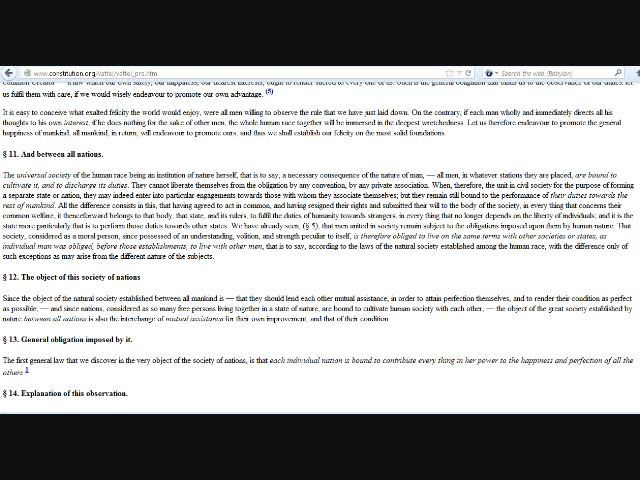 www.constitution.org/vattel/vattel_pre.htm
Search the web (Babylon)
us fulfil them with care, if we would wisely endeavour to promote our own advantage. (5)
It is easy to conceive what exalted felicity the world would enjoy, were all men willing to observe the rule that we have just laid down. On the contrary, if each man wholly and immediately directs all his
thoughts to his own interest, if he does nothing for the sake of other men, the whole human race together will be immersed in the deepest wretchedness. Let us therefore endeavour to promote the general
happiness of mankind; all mankind, in return, will endeavour to promote ours, and thus we shall establish our felicity on the most solid foundations.
§ 11. And between all nations.
The universal society of the human race being an institution of nature herself, that is to say, a necessary consequence of the nature of man, — all men, in whatever stations they are placed, are bound to
cultivate it, and to discharge its duties. They cannot liberate themselves from the obligation by any convention, by any private association. When, therefore, the unit in civil society for the purpose of forming
a separate state or nation, they may indeed enter into particular engagements towards those with whom they associate themselves; but they remain still bound to the performance of their duties towards the
rest of mankind. All the difference consists in this, that having agreed to act in common, and having resigned their rights and submitted their will to the body of the society, in every thing that concerns their
common welfare, it thenceforward belongs to that body, that state, and its rulers, to fulfil the duties of humanity towards strangers, in every thing that no longer depends on the liberty of individuals; and it is the
state more particularly that is to perform those duties towards other states. We have already seen, (§ 5), that men united in society remain subject to the obligations imposed upon them by human nature. That
society, considered as a moral person, since possessed of an understanding, volition, and strength peculiar to itself, is therefore obliged to live on the same terms with other societies or states, as
individual man was obliged, before those establishments, to live with other men, that is to say, according to the laws of the natural society established among the human race, with the difference only of
such exceptions as may arise from the different nature of the subjects.
§ 12. The object of this society of nations
Since the object of the natural society established between all mankind is — that they should lend each other mutual assistance, in order to attain perfection themselves, and to render their condition as perfect
as possible, — and since nations, considered as so many free persons living together in a state of nature, are bound to cultivate human society with each other, — the object of the great society established by
nature between all nations is also the interchange of mutual assistance for their own improvement, and that of their condition.
§ 13. General obligation imposed by it.
The first general law that we discover in the very object of the society of nations, is that each individual nation is bound to contribute every thing in her power to the happiness and perfection of all the
others.1
§ 14. Explanation of this observation.